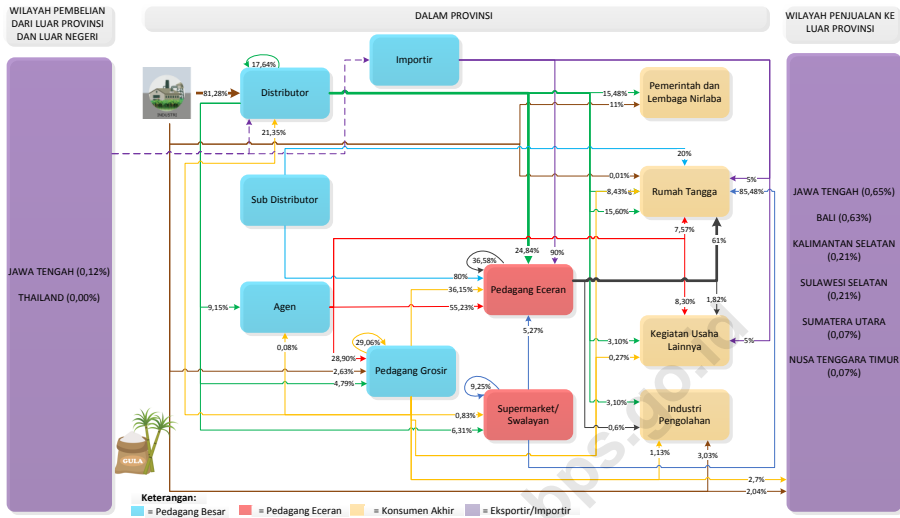 WILAYAH PEMBELIAN
DARI LUAR PROVINSI
DAN LUAR NEGERI
DALAM PROVINSI
WILAYAH PENJUALAN KE
LUAR PROVINSI
JAWA TENGAH (0,12%)
THAILAND (0,00%)
INDUSTRI
81,28%
17,64%
Distributor
21,35%
Importir
Sub Distributor
9,15%
Agen
0,08%
28,90%
2,63%
4,79%
29,06%
Pedagang Grosir
24,84%
90%
36,58%
80%
36,15%
55,23%
Pedagang Eceran
5,27%
9,25%
0,83%
6,31%
Supermarket/
Swalayan
15,48%
11%
Pemerintah dan
Lembaga Nirlaba
20%
0,01%
8,43%
15,60%
Rumah Tangga
5%
85,48%
7,57%
61%
8,30%
1,82%
3,10%
0,27%
Kegiatan Usaha
Lainnya
5%
3,10%
0,6%
Industri
Pengolahan
1,13%
3,03%
2,7%
2,04%
JAWA TENGAH (0,65%)
BALI (0,63%)
KALIMANTAN SELATAN
(0,21%)
SULAWESI SELATAN
(0,21%)
SUMATERA UTARA
(0,07%)
NUSA TENGGARA TIMUR
(0,07%)
GULA
Keterangan:
= Pedagang Besar
= Pedagang Eceran
= Konsumen Akhir
= Eksportir/Importir
bps.go.id